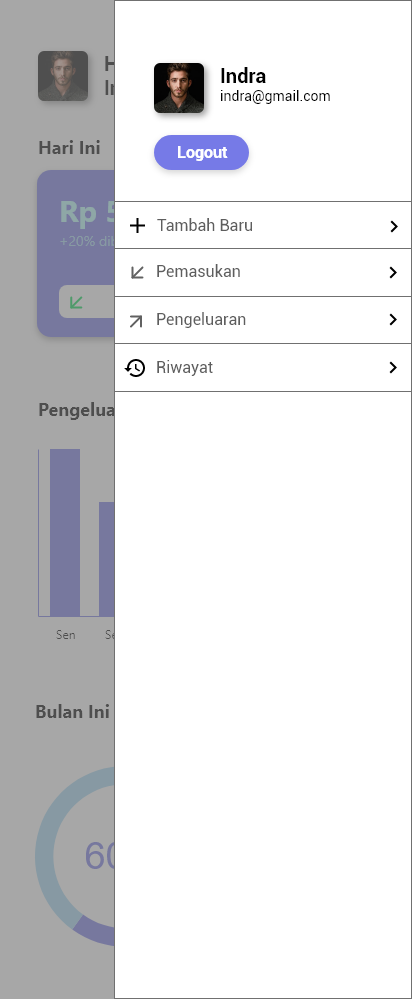 Indra
indra@gmail.com
Logout
Tambah Baru
Pemasukan
Pengeluaran
Riwayat
H
Hari Ini
Rp 5
+20% di
Pengelua
Sen
Se
Bulan Ini
60